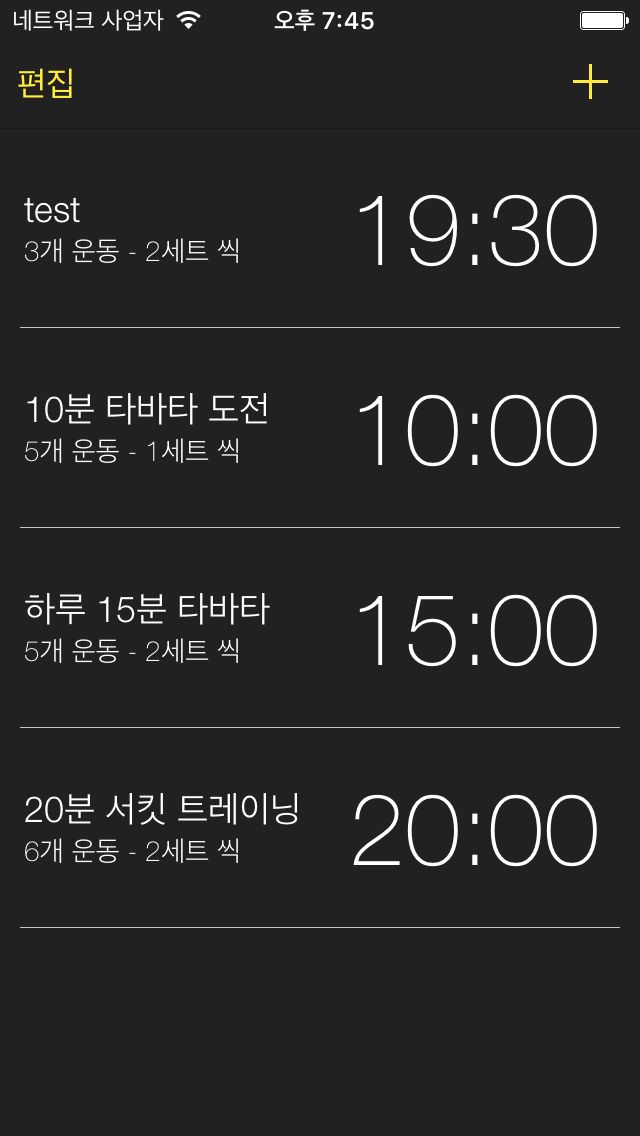 네트워크 사업자 오후 7:45
편집
test
3개 운동 - 2세트 씩
19:30
10분 타바타 도전
5개 운동 - 1세트 씩
10:00
하루 15분 타바타
5개 운동 - 2세트 씩
15:00
20분 서킷 트레이닝
6개 운동 - 2세트 씩
20:00